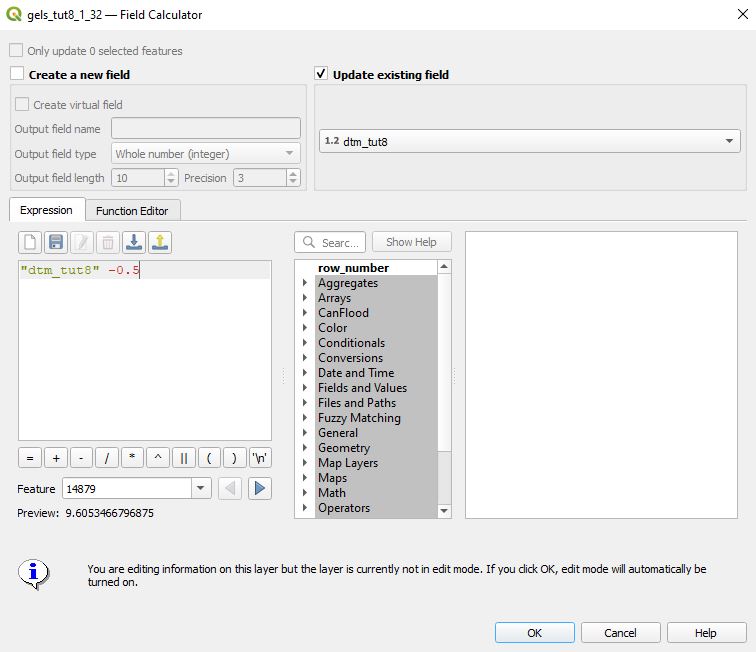 gels_tut8_1_32 — Field Calculator
Only update 0 selected features
Create a new field
Update existing field
Create virtual field
Output field name
1.2 dtm_tut8
Output field type Whole number (integer)
Output field length 10 Precision 3
Expression Function Editor
Searc... Show Help
"dtm_tut8" -0.5
row_number
Aggregates
Arrays
CanFlood
Color
Conditionals
Conversions
Date and Time
Fields and Values
Files and Paths
Fuzzy Matching
General
Geometry
Map Layers
Maps
Math
Operators
= + - / * ^ || ( ) '\n'
Feature 14879
Preview: 9.6053466796875
You are editing information on this layer but the layer is currently not in edit mode. If you click OK, edit mode will automatically be
turned on.
OK Cancel Help